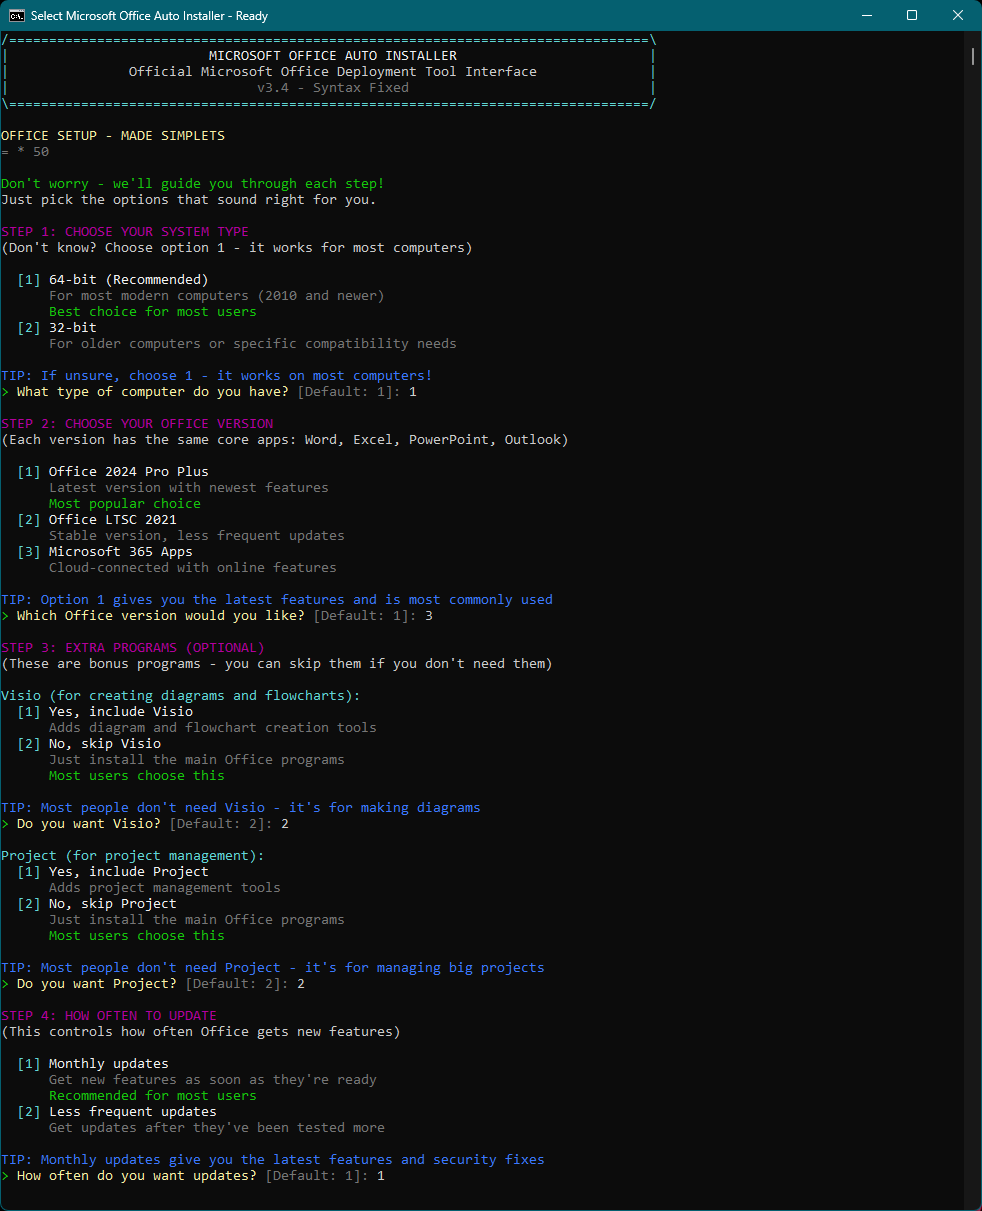 Select Microsoft Office Auto Installer - Ready
/================================================================================\
| MICROSOFT OFFICE AUTO INSTALLER |
| Official Microsoft Office Deployment Tool Interface |
| v3.4 - Syntax Fixed |
\================================================================================/
OFFICE SETUP - MADE SIMPLETS
= * 50
Don't worry - we'll guide you through each step!
Just pick the options that sound right for you.
STEP 1: CHOOSE YOUR SYSTEM TYPE
(Don't know? Choose option 1 - it works for most computers)
[1] 64-bit (Recommended)
For most modern computers (2010 and newer)
Best choice for most users
[2] 32-bit
For older computers or specific compatibility needs
TIP: If unsure, choose 1 - it works on most computers!
> What type of computer do you have? [Default: 1]: 1
STEP 2: CHOOSE YOUR OFFICE VERSION
(Each version has the same core apps: Word, Excel, PowerPoint, Outlook)
[1] Office 2024 Pro Plus
Latest version with newest features
Most popular choice
[2] Office LTSC 2021
Stable version, less frequent updates
[3] Microsoft 365 Apps
Cloud-connected with online features
TIP: Option 1 gives you the latest features and is most commonly used
> Which Office version would you like? [Default: 1]: 3
STEP 3: EXTRA PROGRAMS (OPTIONAL)
(These are bonus programs - you can skip them if you don't need them)
Visio (for creating diagrams and flowcharts):
[1] Yes, include Visio
Adds diagram and flowchart creation tools
[2] No, skip Visio
Just install the main Office programs
Most users choose this
TIP: Most people don't need Visio - it's for making diagrams
> Do you want Visio? [Default: 2]: 2
Project (for project management):
[1] Yes, include Project
Adds project management tools
[2] No, skip Project
Just install the main Office programs
Most users choose this
TIP: Most people don't need Project - it's for managing big projects
> Do you want Project? [Default: 2]: 2
STEP 4: HOW OFTEN TO UPDATE
(This controls how often Office gets new features)
[1] Monthly updates
Get new features as soon as they're ready
Recommended for most users
[2] Less frequent updates
Get updates after they've been tested more
TIP: Monthly updates give you the latest features and security fixes
> How often do you want updates? [Default: 1]: 1